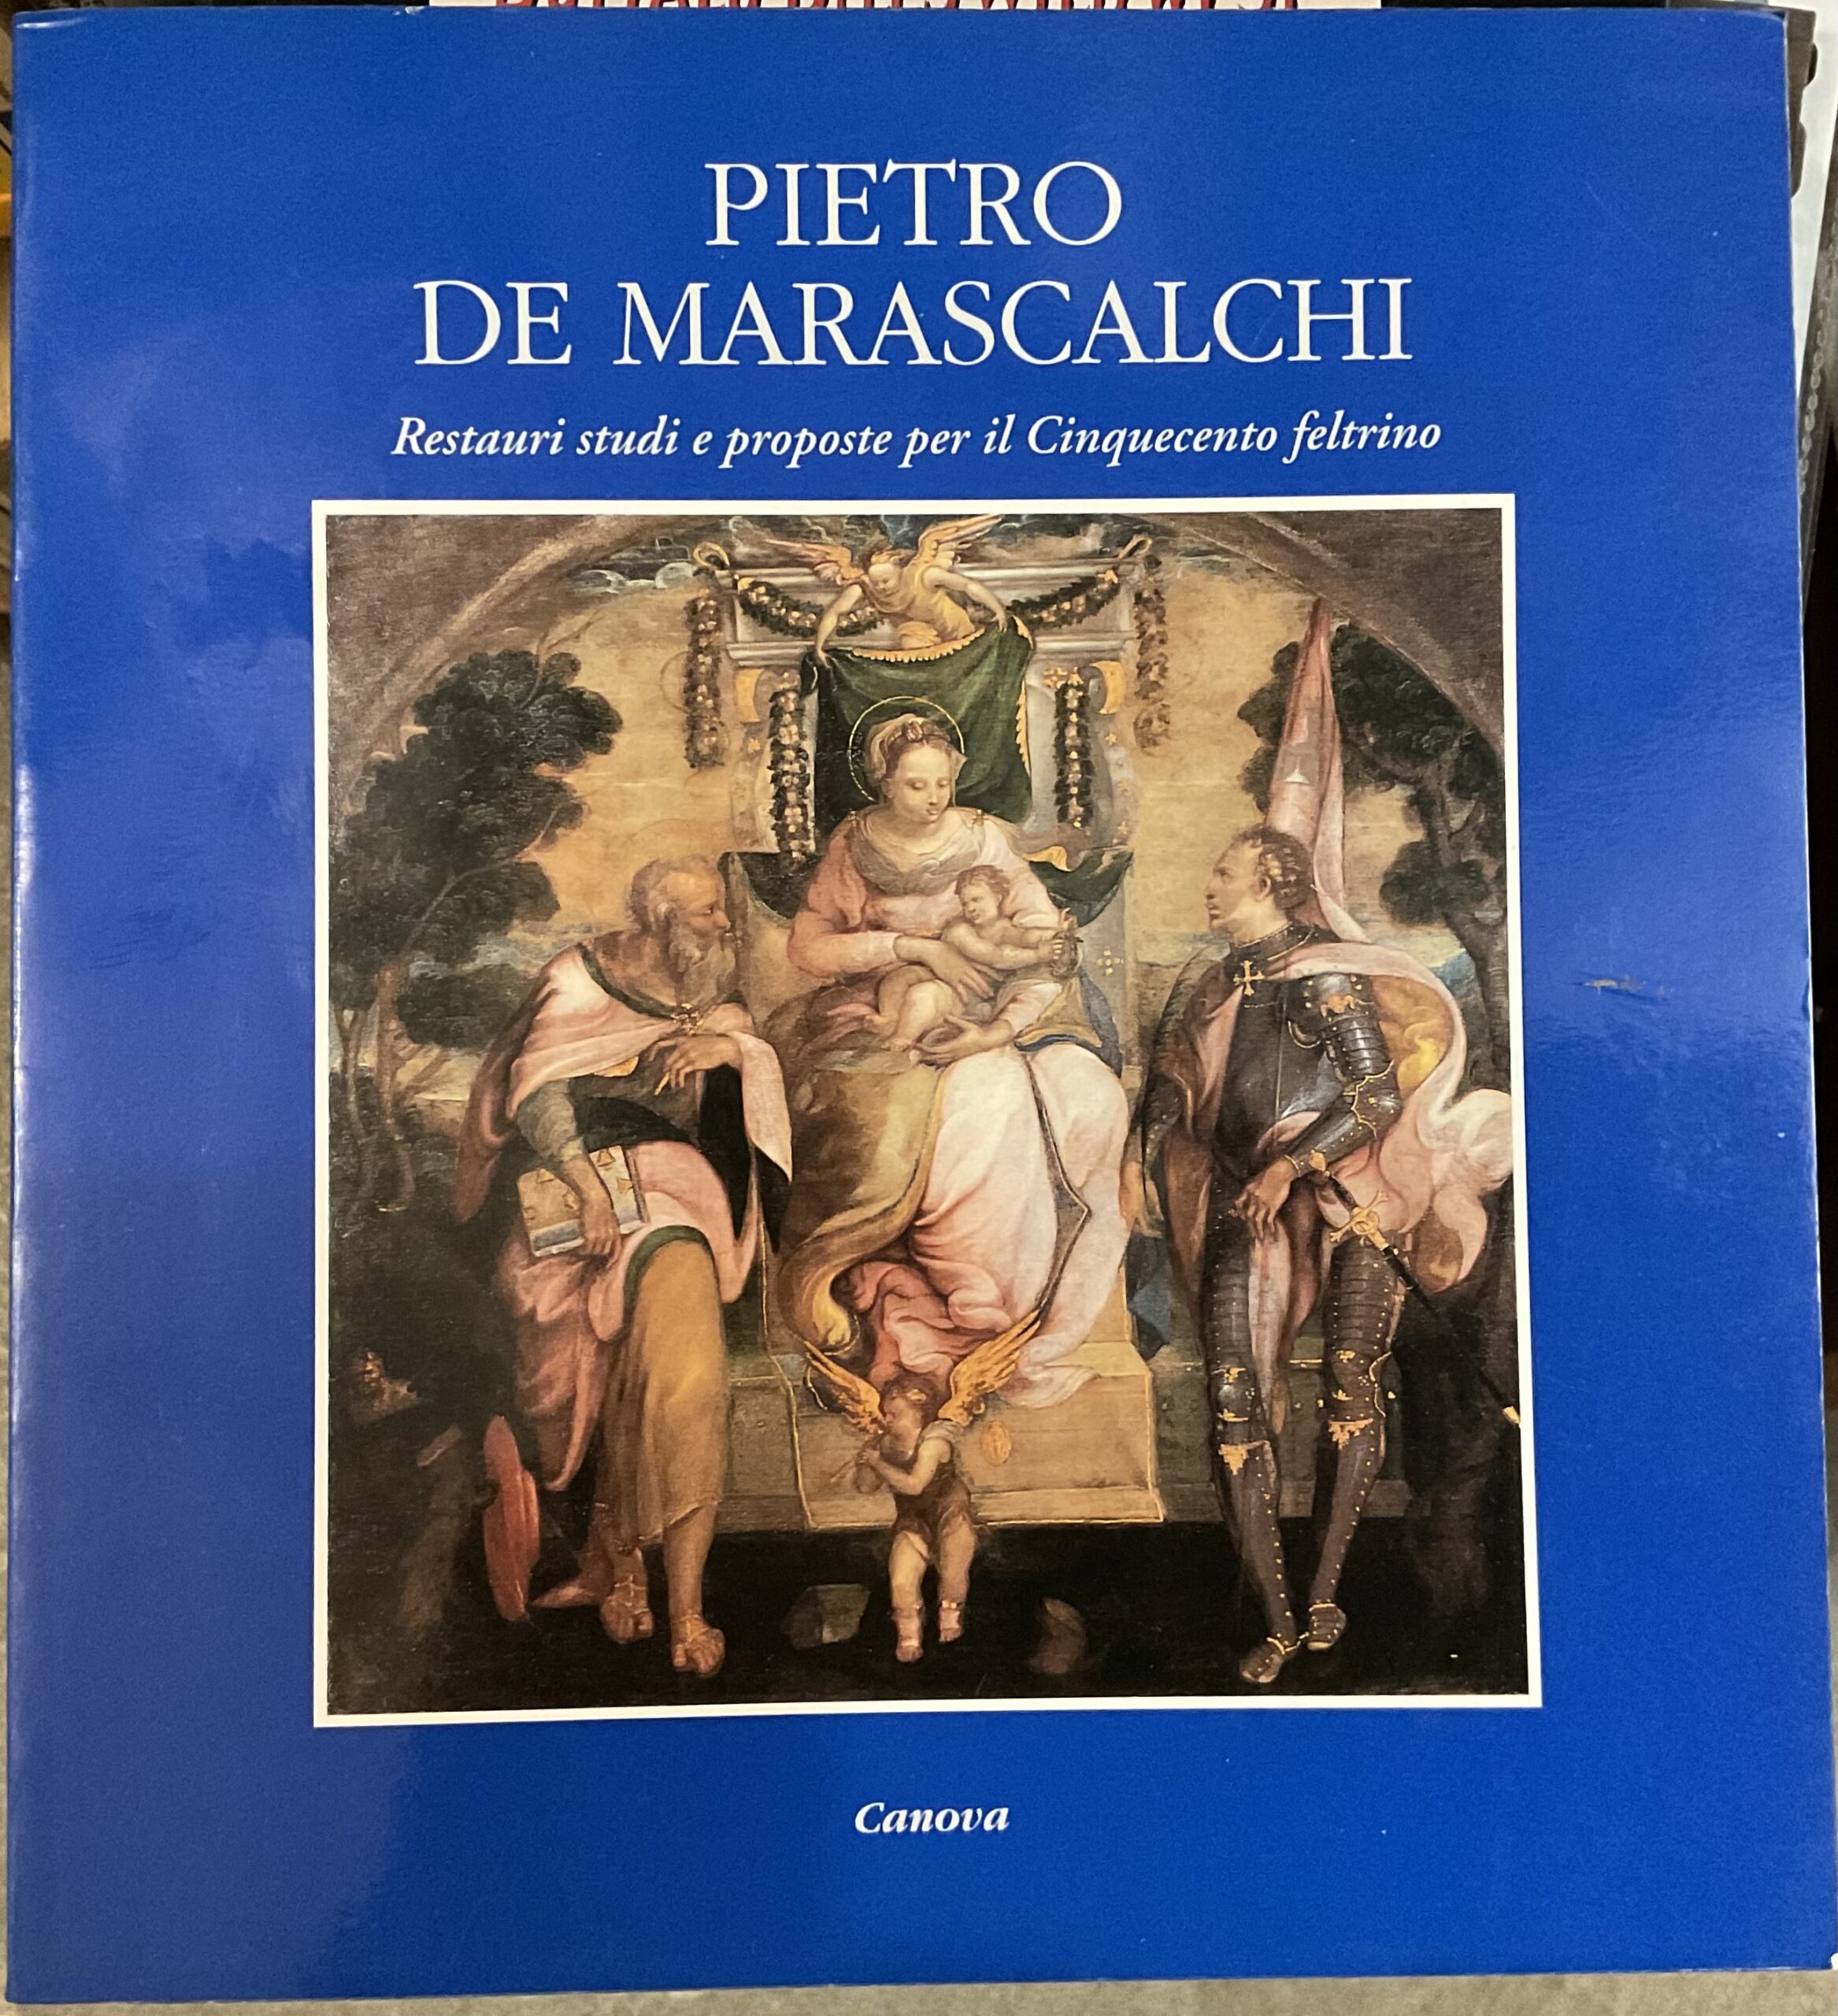 PIETRO
DE MARASCALCHI
Restauri studi e proposte per il Cinquecento feltrino
Canova